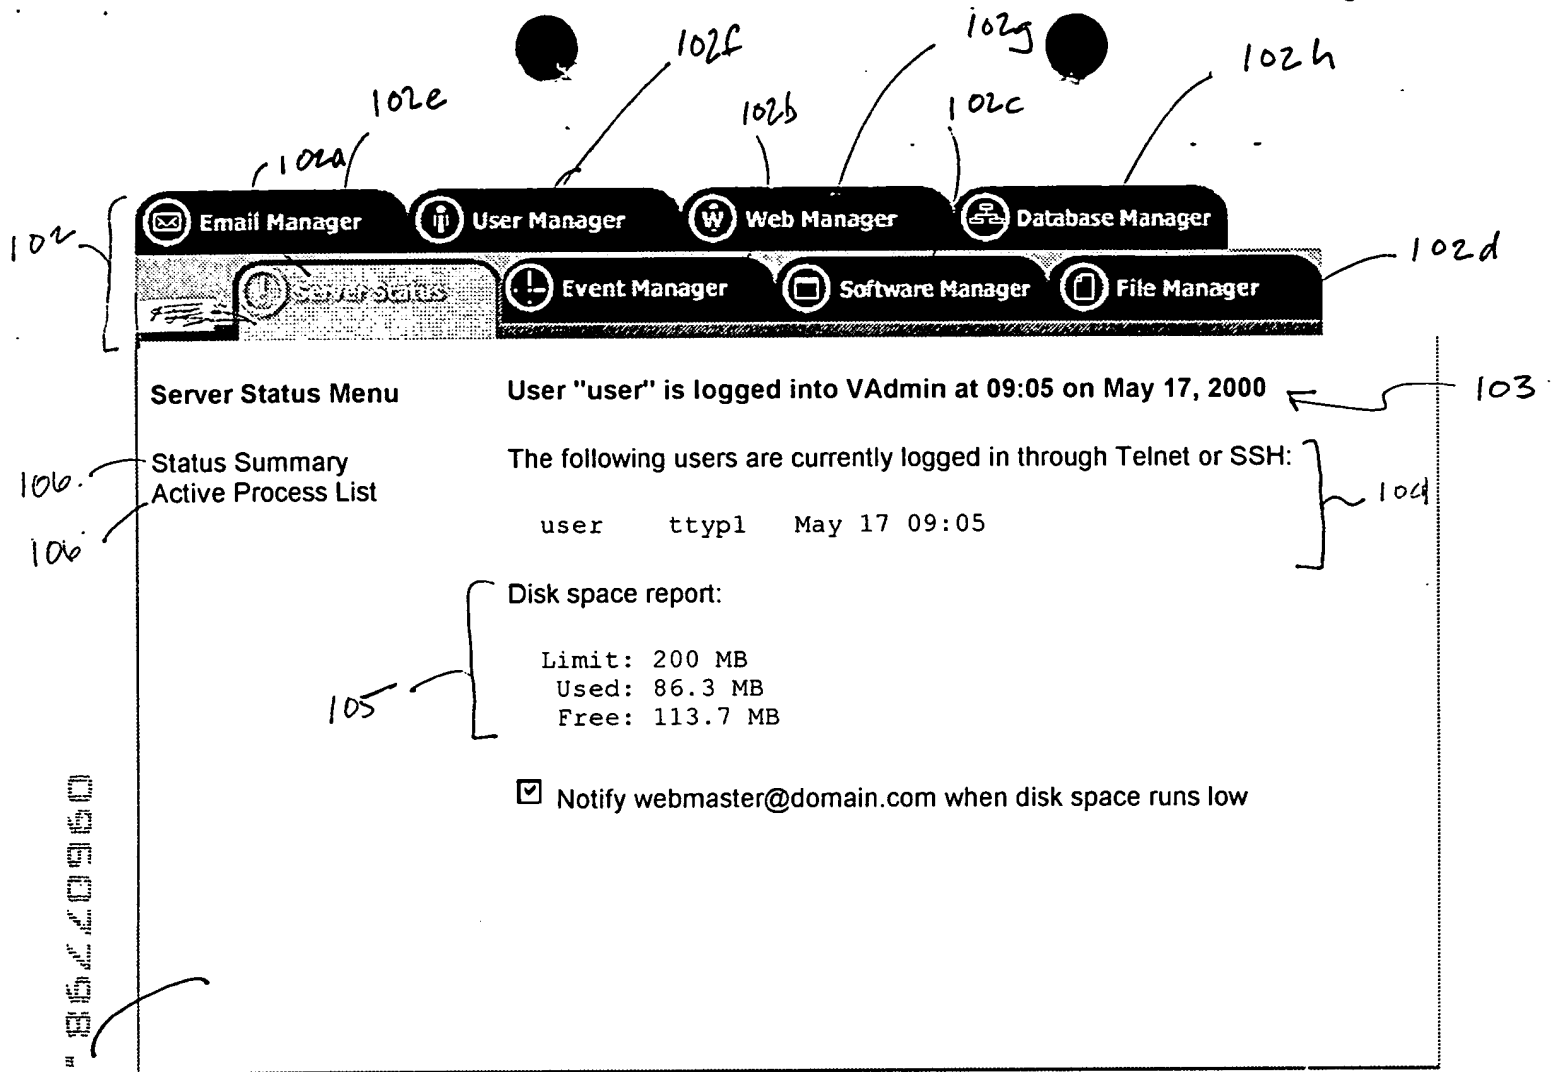 102f
102g
102h
102e
102b
102c
102a
Email Manager
User Manager
Web Manager
Database Manager
102
102d
Server Status
Event Manager
Software Manager
File Manager
Server Status Menu
User "user" is logged into VAdmin at 09:05 on May 17, 2000
103
Status Summary
The following users are currently logged in through Telnet or SSH:
106
Active Process List
106
user ttyp1 May 17 09:05
Disk space report:
Limit: 200 MB
Used: 86.3 MB
Free: 113.7 MB
105
Notify webmaster@domain.com when disk space runs low